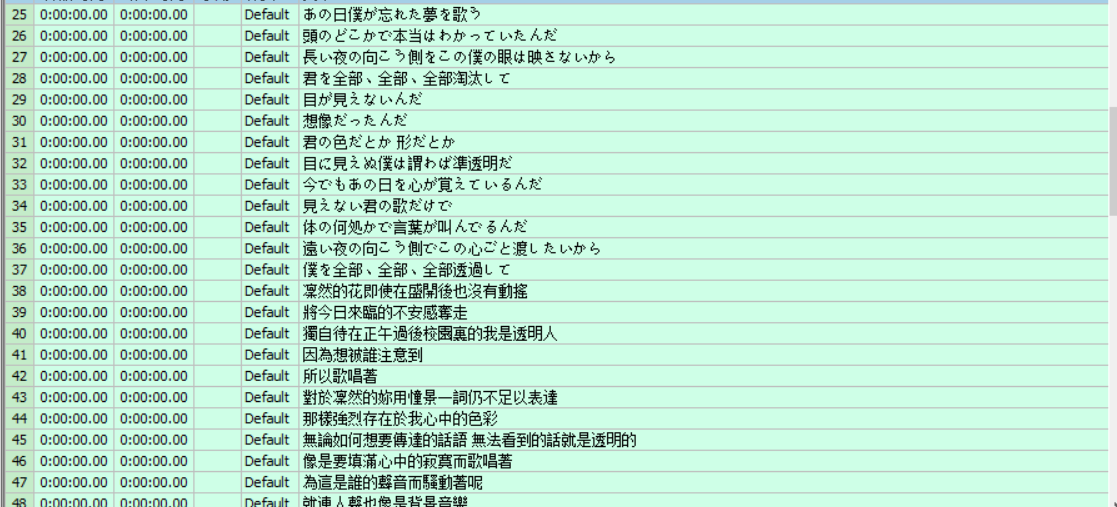 25 0:00:00.00 0:00:00.00 Default あの日僕が忘れた夢を歌う
26 0:00:00.00 0:00:00.00 Default 頭のどこかで本当はわかっていたんだ
27 0:00:00.00 0:00:00.00 Default 長い夜の向こう側をこの僕の眼は映さないから
28 0:00:00.00 0:00:00.00 Default 君を全部、全部、全部淘汰して
29 0:00:00.00 0:00:00.00 Default 目が見えないんだ
30 0:00:00.00 0:00:00.00 Default 想像だったんだ
31 0:00:00.00 0:00:00.00 Default 君の色だとか 形だとか
32 0:00:00.00 0:00:00.00 Default 目に見えぬ僕は謂わば準透明だ
33 0:00:00.00 0:00:00.00 Default 今でもあの日を心が覚えているんだ
34 0:00:00.00 0:00:00.00 Default 見えない君の歌だけで
35 0:00:00.00 0:00:00.00 Default 体の何処かで言葉が叫んでるんだ
36 0:00:00.00 0:00:00.00 Default 遠い夜の向こう側でこの心ごと渡したいから
37 0:00:00.00 0:00:00.00 Default 僕を全部、全部、全部透過して
38 0:00:00.00 0:00:00.00 Default 凜然的花即使在盛開後也沒有動搖
39 0:00:00.00 0:00:00.00 Default 將今日來臨的不安感奪走
40 0:00:00.00 0:00:00.00 Default 獨自待在正午過後校園裏的我是透明人
41 0:00:00.00 0:00:00.00 Default 因為想被誰注意到
42 0:00:00.00 0:00:00.00 Default 所以歌唱著
43 0:00:00.00 0:00:00.00 Default 對於凜然的妳用憧景一詞仍不足以表達
44 0:00:00.00 0:00:00.00 Default 那樣強烈存在於我心中的色彩
45 0:00:00.00 0:00:00.00 Default 無論如何想要傳達的話語 無法看到的話就是透明的
46 0:00:00.00 0:00:00.00 Default 像是要填滿心中的寂寞而歌唱著
47 0:00:00.00 0:00:00.00 Default 為這是誰的聲音而騷動著呢
48 0:00:00.00 0:00:00.00 Default 就連人聲也像是背景音樂